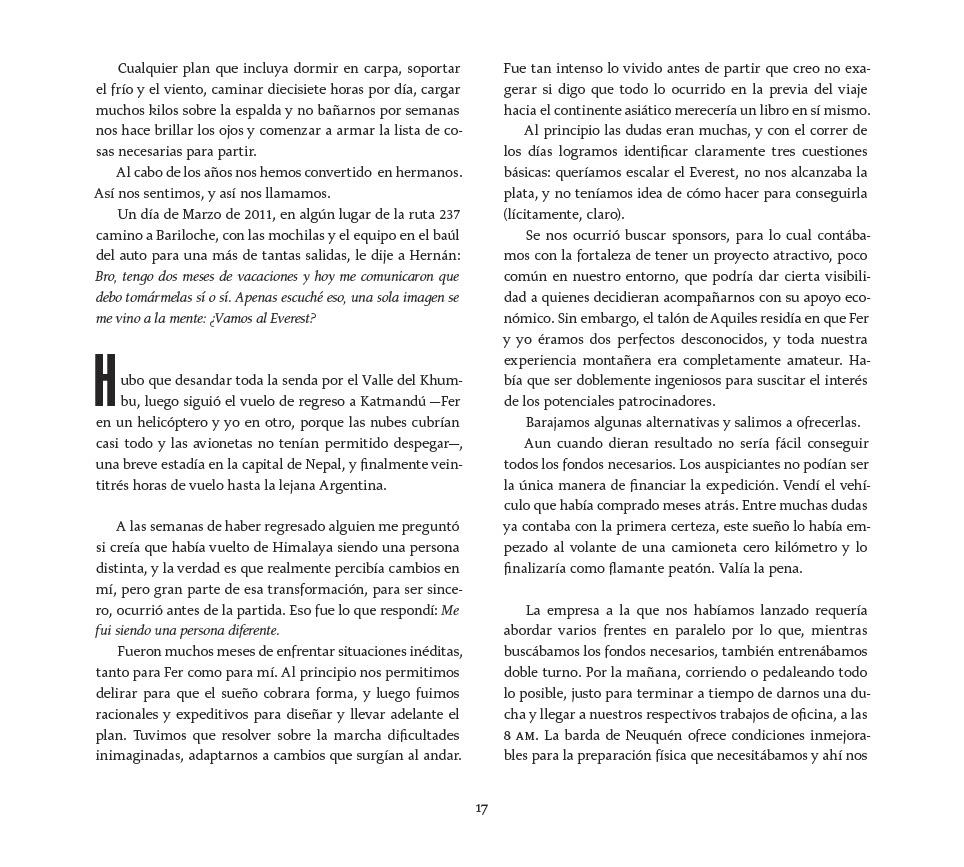 Cualquier plan que incluya dormir en carpa, soportar
el frío y el viento, caminar diecisiete horas por día, cargar
muchos kilos sobre la espalda y no bañarnos por semanas
nos hace brillar los ojos y comenzar a armar la lista de co-
sas necesarias para partir.
Al cabo de los años nos hemos convertido en hermanos.
Así nos sentimos, y así nos llamamos.
Un día de Marzo de 2011, en algún lugar de la ruta 237
camino a Bariloche, con las mochilas y el equipo en el baúl
del auto para una más de tantas salidas, le dije a Hernán:
Bro, tengo dos meses de vacaciones y hoy me comunicaron que
debo tomármelas sí o sí. Apenas escuché eso, una sola imagen se
me vino a la mente: ¿Vamos al Everest?
Hubo que desandar toda la senda por el Valle del Khum-
bu, luego siguió el vuelo de regreso a Katmandú —Fer
en un helicóptero y yo en otro, porque las nubes cubrían
casi todo y las avionetas no tenían permitido despegar—,
una breve estadía en la capital de Nepal, y finalmente vein-
titrés horas de vuelo hasta la lejana Argentina.
A las semanas de haber regresado alguien me preguntó
si creía que había vuelto de Himalaya siendo una persona
distinta, y la verdad es que realmente percibía cambios en
mí, pero gran parte de esa transformación, para ser since-
ro, ocurrió antes de la partida. Eso fue lo que respondí: Me
fui siendo una persona diferente.
Fueron muchos meses de enfrentar situaciones inéditas,
tanto para Fer como para mí. Al principio nos permitimos
delirar para que el sueño cobrara forma, y luego fuimos
racionales y expeditivos para diseñar y llevar adelante el
plan. Tuvimos que resolver sobre la marcha dificultades
inimaginadas, adaptarnos a cambios que surgían al andar.
Fue tan intenso lo vivido antes de partir que creo no exa-
gerar si digo que todo lo ocurrido en la previa del viaje
hacia el continente asiático merecería un libro en sí mismo.
Al principio las dudas eran muchas, y con el correr de
los días logramos identificar claramente tres cuestiones
básicas: queríamos escalar el Everest, no nos alcanzaba la
plata, y no teníamos idea de cómo hacer para conseguirla
(lícitamente, claro).
Se nos ocurrió buscar sponsors, para lo cual contába-
mos con la fortaleza de tener un proyecto atractivo, poco
común en nuestro entorno, que podría dar cierta visibili-
dad a quienes decidieran acompañarnos con su apoyo eco-
nómico. Sin embargo, el talón de Aquiles residía en que Fer
y yo éramos dos perfectos desconocidos, y toda nuestra
experiencia montañera era completamente amateur. Ha-
bía que ser doblemente ingeniosos para suscitar el interés
de los potenciales patrocinadores.
Barajamos algunas alternativas y salimos a ofrecerlas.
Aun cuando dieran resultado no sería fácil conseguir
todos los fondos necesarios. Los auspiciantes no podían ser
la única manera de financiar la expedición. Vendí el vehí-
culo que había comprado meses atrás. Entre muchas dudas
ya contaba con la primera certeza, este sueño lo había em-
pezado al volante de una camioneta cero kilómetro y lo
finalizaría como flamante peatón. Valía la pena.
La empresa a la que nos habíamos lanzado requería
abordar varios frentes en paralelo por lo que, mientras
buscábamos los fondos necesarios, también entrenábamos
doble turno. Por la mañana, corriendo o pedaleando todo
lo posible, justo para terminar a tiempo de darnos una du-
cha y llegar a nuestros respectivos trabajos de oficina, a las
8 AM. La barda de Neuquén ofrece condiciones inmejora-
bles para la preparación física que necesitábamos y ahí nos
17